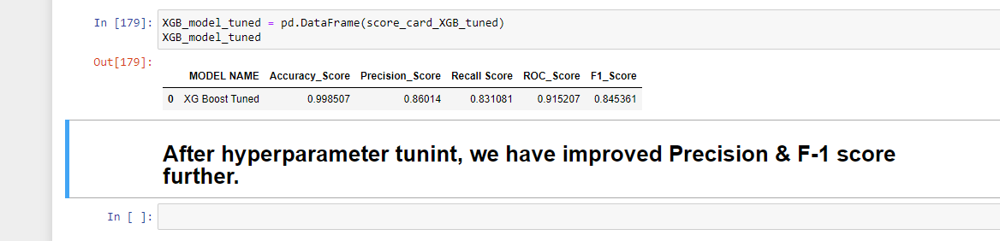 In [179]: XGB_model_tuned = pd.DataFrame(score_card_XGB_tuned)
XGB_model_tuned
Out[179]:
MODEL NAME Accuracy_Score Precision_Score Recall Score ROC_Score F1_Score
0 XG Boost Tuned 0.998507 0.86014 0.831081 0.915207 0.845361
After hyperparameter tunint, we have improved Precision & F-1 score
further.
In [ ]: